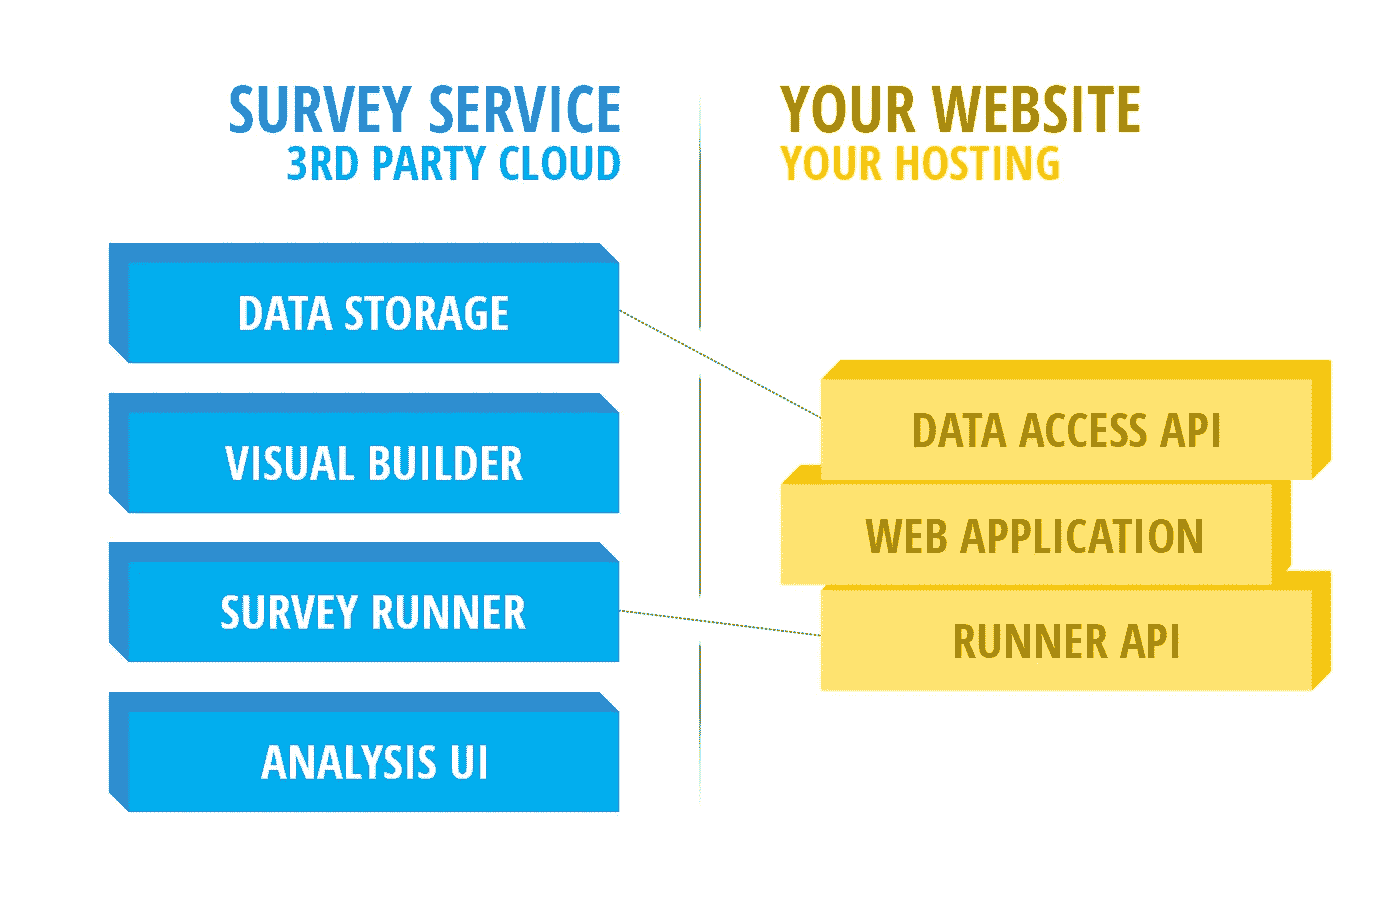 SURVEY SERVICE
3RD PARTY CLOUD
DATA STORAGE
VISUAL BUILDER
SURVEY RUNNER
ANALYSIS UI
YOUR WEBSITE
YOUR HOSTING
DATA ACCESS API
WEB APPLICATION
RUNNER API